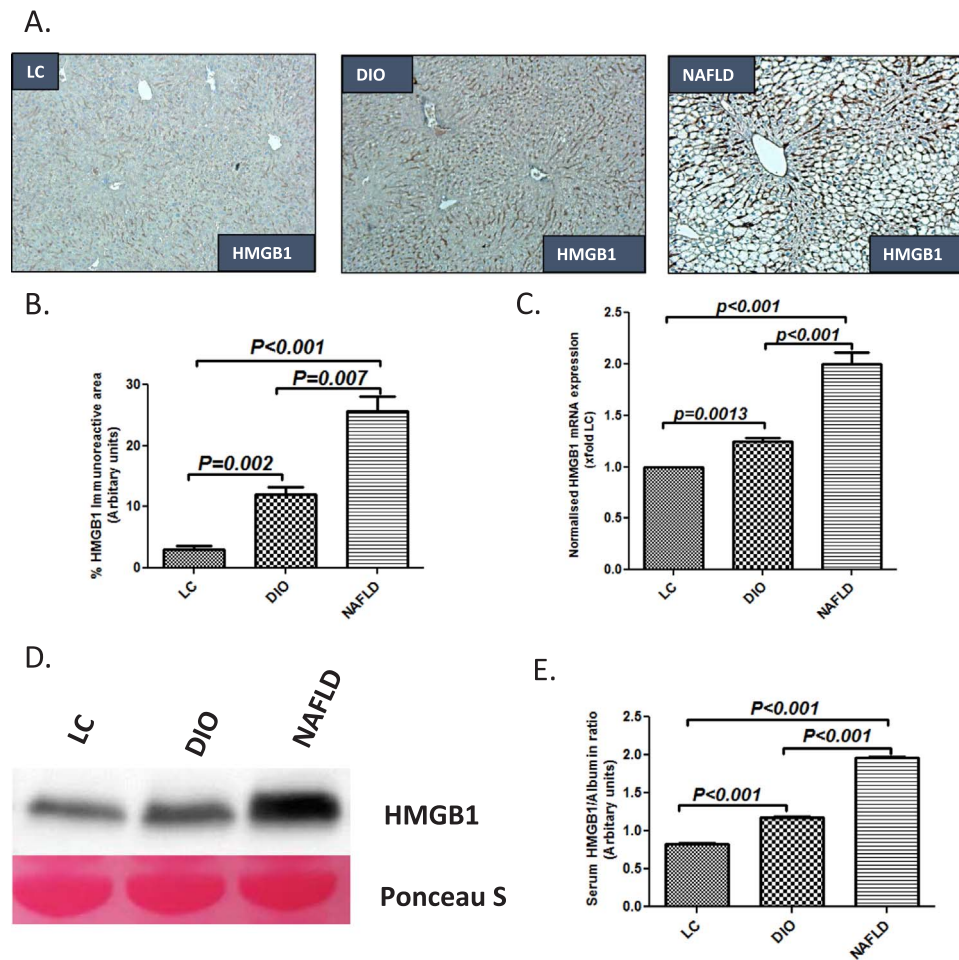 A.
LC
HMGB1
DIO
HMGB1
NAFLD
HMGB1
B.
% HMGB1 Immunoreactive area
(Arbitary units)
30
20
10
0
P<0.001
P=0.007
P=0.002
LC
DIO
NAFLD
C.
Normalised HMGB1 mRNA expression
(xfold LC)
2.5
2.0
1.5
1.0
0.5
0.0
p<0.001
p<0.001
p=0.0013
LC
DIO
NAFLD
D.
LC
DIO
NAFLD
HMGB1
Ponceau S
E.
Serum HMGB1/Albumin ratio
(Arbitary units)
2.5
2.0
1.5
1.0
0.5
0.0
P<0.001
P<0.001
P<0.001
LC
DIO
NAFLD